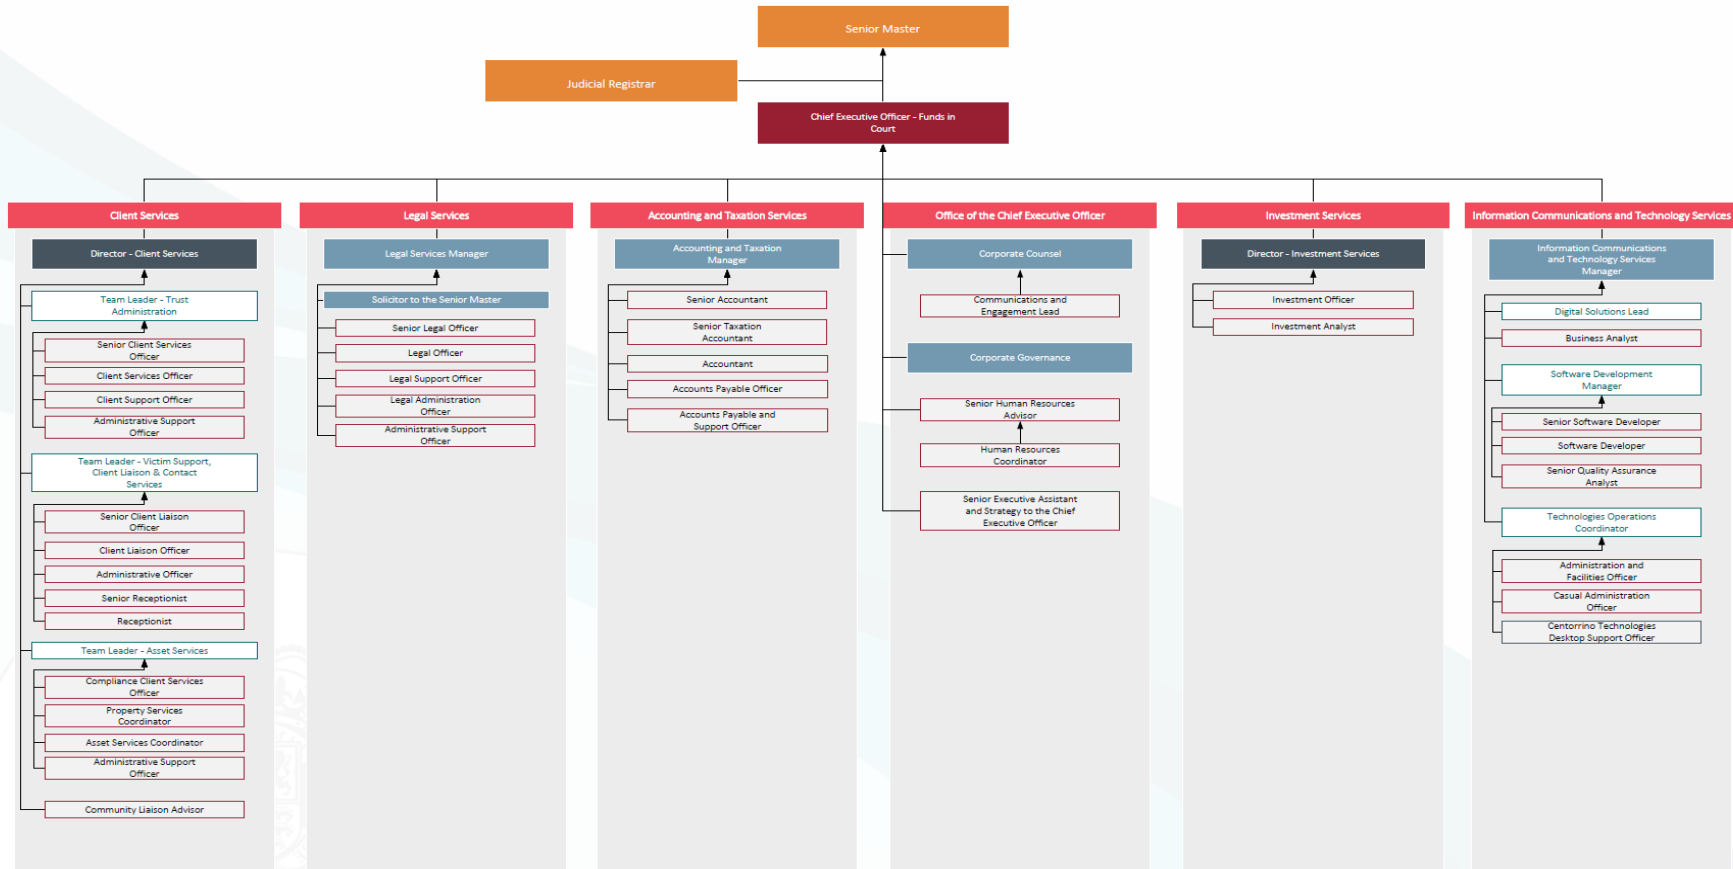 Senior Master
Judicial Registrar
Chief Executive Officer - Funds in
Court
Client Services
Director - Client Services
Team Leader - Trust
Administration
Senior Client Services
Officer
Client Services Officer
Client Support Officer
Administrative Support
Officer
Team Leader - Victim Support,
Client Liaison & Contact
Services
Senior Client Liaison
Officer
Client Liaison Officer
Administrative Officer
Senior Receptionist
Receptionist
Team Leader - Asset Services
Compliance Client Services
Officer
Property Services
Coordinator
Asset Services Coordinator
Administrative Support
Officer
Community Liaison Advisor
Legal Services
Legal Services Manager
Solicitor to the Senior Master
Senior Legal Officer
Legal Officer
Legal Support Officer
Legal Administration
Officer
Administrative Support
Officer
Accounting and Taxation Services
Accounting and Taxation
Manager
Senior Accountant
Senior Taxation
Accountant
Accountant
Accounts Payable Officer
Accounts Payable and
Support Officer
Office of the Chief Executive Officer
Corporate Counsel
Communications and
Engagement Lead
Corporate Governance
Senior Human Resources
Advisor
Human Resources
Coordinator
Senior Executive Assistant
and Strategy to the Chief
Executive Officer
Investment Services
Director - Investment Services
Investment Officer
Investment Analyst
Information Communications and Technology Services
Information Communications
and Technology Services
Manager
Digital Solutions Lead
Business Analyst
Software Development
Manager
Senior Software Developer
Software Developer
Senior Quality Assurance
Analyst
Technologies Operations
Coordinator
Administration and
Facilities Officer
Casual Administration
Officer
Centorrino Technologies
Desktop Support Officer